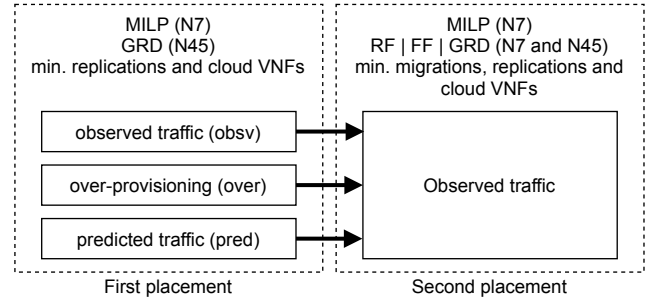 MILP (N7)
GRD (N45)
min. replications and cloud VNFs
observed traffic (obsv)
over-provisioning (over)
predicted traffic (pred)
First placement
MILP (N7)
RF | FF | GRD (N7 and N45)
min. migrations, replications and
cloud VNFs
Observed traffic
Second placement